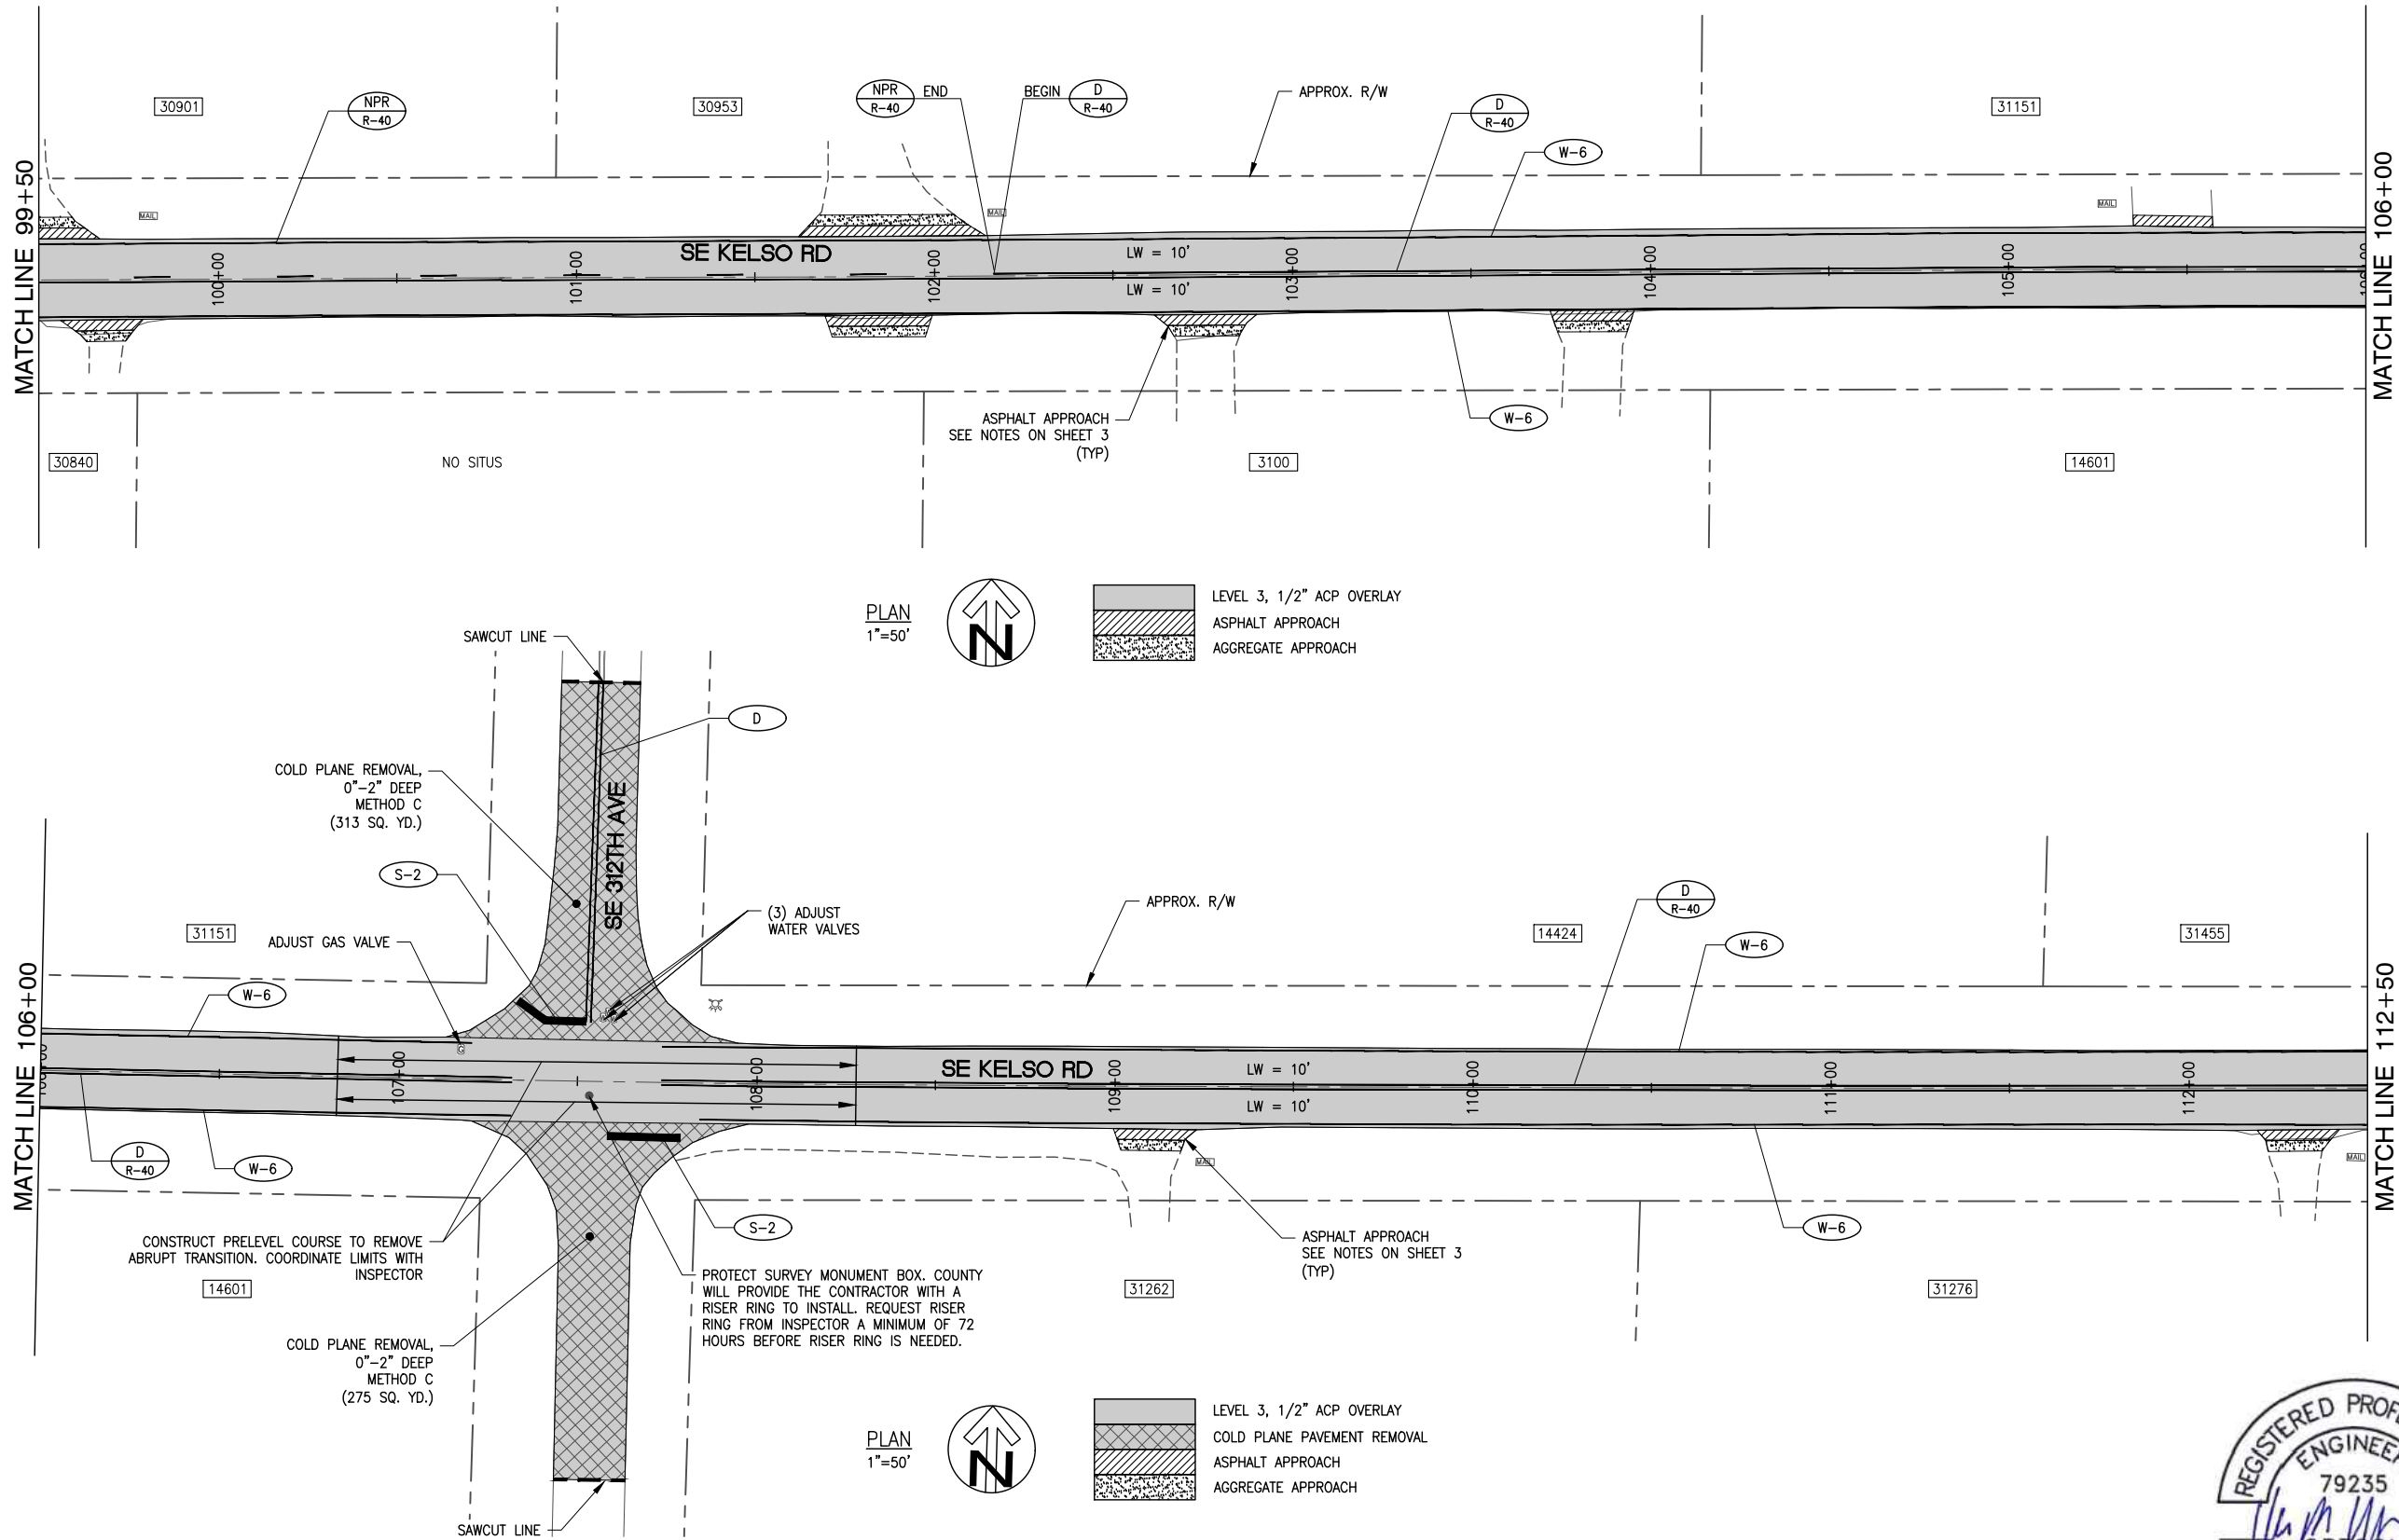 MATCH LINE 99+50
30901
NPR
R-40
30953
NPR
R-40
END
BEGIN
D
R-40
APPROX. R/W
D
R-40
W-6
31151
MATCH LINE 106+00
MAIL
MAIL
MAIL
SE KELSO RD
LW = 10'
LW = 10'
100+00
101+00
102+00
103+00
104+00
105+00
ASPHALT APPROACH
SEE NOTES ON SHEET 3
(TYP)
W-6
30840
NO SITUS
3100
14601
PLAN
1"=50'
N
LEVEL 3, 1/2" ACP OVERLAY
ASPHALT APPROACH
AGGREGATE APPROACH
SAWCUT LINE
D
COLD PLANE REMOVAL,
0"-2" DEEP
METHOD C
(313 SQ. YD.)
SE 312TH AVE
S-2
(3) ADJUST
WATER VALVES
APPROX. R/W
D
R-40
31151
ADJUST GAS VALVE
14424
W-6
31455
MATCH LINE 106+00
W-6
MATCH LINE 112+50
G
SE KELSO RD
LW = 10'
LW = 10'
107+00
108+00
109+00
110+00
111+00
112+00
D
R-40
W-6
MAIL
MAIL
S-2
W-6
CONSTRUCT PRELEVEL COURSE TO REMOVE
ABRUPT TRANSITION. COORDINATE LIMITS WITH
INSPECTOR
14601
PROTECT SURVEY MONUMENT BOX. COUNTY
WILL PROVIDE THE CONTRACTOR WITH A
RISER RING TO INSTALL. REQUEST RISER
RING FROM INSPECTOR A MINIMUM OF 72
HOURS BEFORE RISER RING IS NEEDED.
ASPHALT APPROACH
SEE NOTES ON SHEET 3
(TYP)
31262
31276
COLD PLANE REMOVAL,
0"-2" DEEP
METHOD C
(275 SQ. YD.)
SAWCUT LINE
PLAN
1"=50'
N
LEVEL 3, 1/2" ACP OVERLAY
COLD PLANE PAVEMENT REMOVAL
ASPHALT APPROACH
AGGREGATE APPROACH
REGISTERED
79235